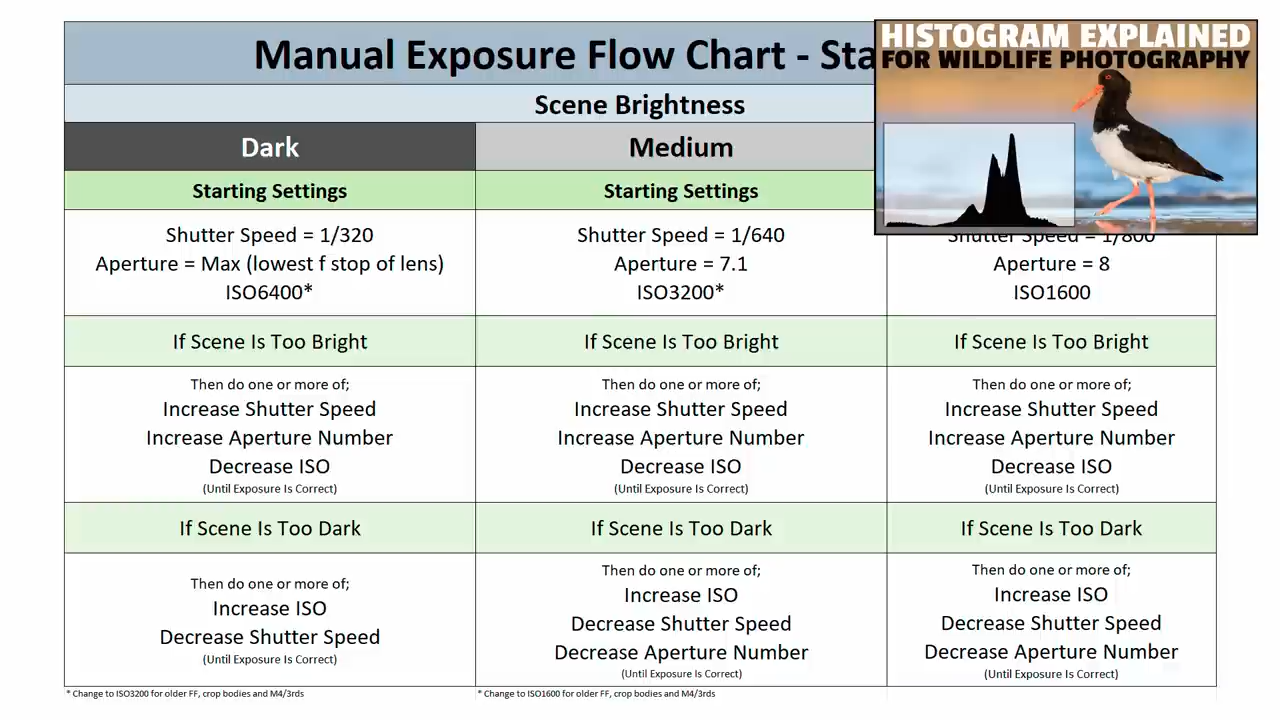 Manual Exposure Flow Chart - Sta
HISTOGRAM EXPLAINED
FOR WILDLIFE PHOTOGRAPHY
Scene Brightness
Dark
Medium
Starting Settings
Starting Settings
Shutter Speed = 1/320
Aperture = Max (lowest f stop of lens)
ISO6400*
Shutter Speed = 1/640
Aperture = 7.1
ISO3200*
Shutter Speed = 1/800
Aperture = 8
ISO1600
If Scene Is Too Bright
If Scene Is Too Bright
If Scene Is Too Bright
Then do one or more of;
Increase Shutter Speed
Increase Aperture Number
Decrease ISO
(Until Exposure Is Correct)
Then do one or more of;
Increase Shutter Speed
Increase Aperture Number
Decrease ISO
(Until Exposure Is Correct)
Then do one or more of;
Increase Shutter Speed
Increase Aperture Number
Decrease ISO
(Until Exposure Is Correct)
If Scene Is Too Dark
If Scene Is Too Dark
If Scene Is Too Dark
Then do one or more of;
Increase ISO
Decrease Shutter Speed
(Until Exposure Is Correct)
Then do one or more of;
Increase ISO
Decrease Shutter Speed
Decrease Aperture Number
(Until Exposure Is Correct)
Then do one or more of;
Increase ISO
Decrease Shutter Speed
Decrease Aperture Number
(Until Exposure Is Correct)
* Change to ISO3200 for older FF, crop bodies and M4/3rds
* Change to ISO1600 for older FF, crop bodies and M4/3rds